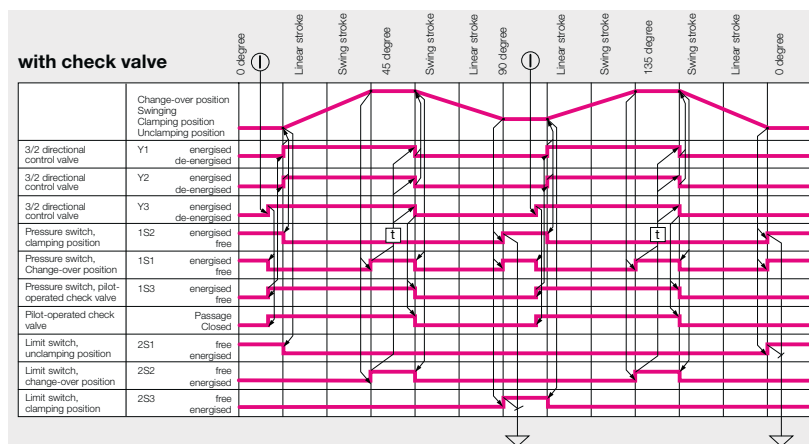 with check valve
0 degree
Linear stroke
Swing stroke
45 degree
Swing stroke
Linear stroke
90 degree
Linear stroke
Swing stroke
135 degree
Swing stroke
Linear stroke
0 degree
Change-over position
Swinging
Clamping position
Unclamping position
3/2 directional
control valve
Y1
energised
de-energised
3/2 directional
control valve
Y2
energised
de-energised
3/2 directional
control valve
Y3
energised
de-energised
Pressure switch,
clamping position
1S2
energised
free
t
t
Pressure switch,
Change-over position
1S1
energised
free
Pressure switch, pilot-
operated check valve
1S3
energised
free
Pilot-operated check
valve
Passage
Closed
Limit switch,
unclamping position
2S1
free
energised
Limit switch,
change-over position
2S2
free
energised
Limit switch,
clamping position
2S3
free
energised